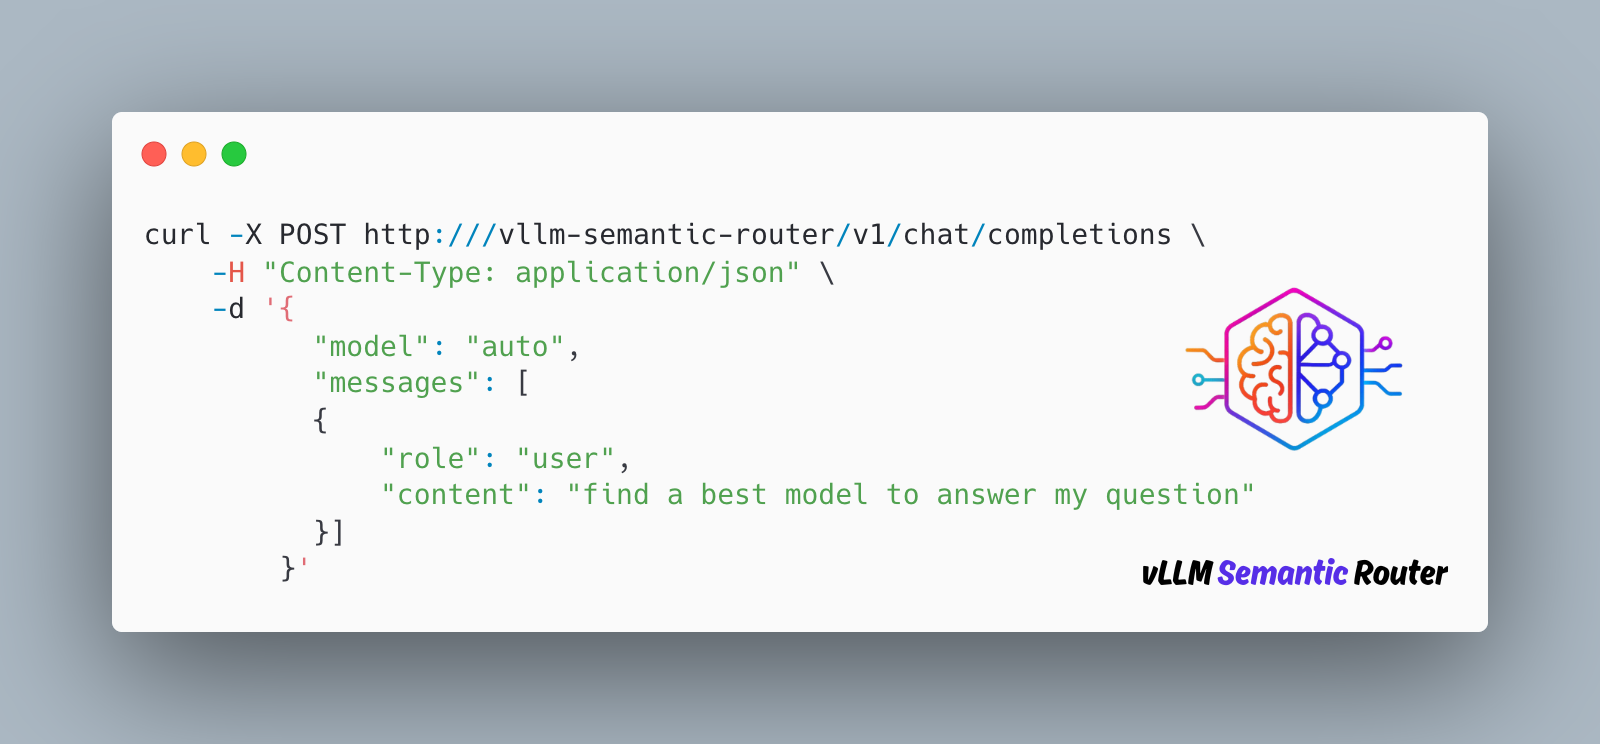 curl -X POST http:///vllm-semantic-router/v1/chat/completions \
-H "Content-Type: application/json" \
-d '{
"model": "auto",
"messages": [
{
"role": "user",
"content": "find a best model to answer my question"
}]
}'
vLLM Semantic Router